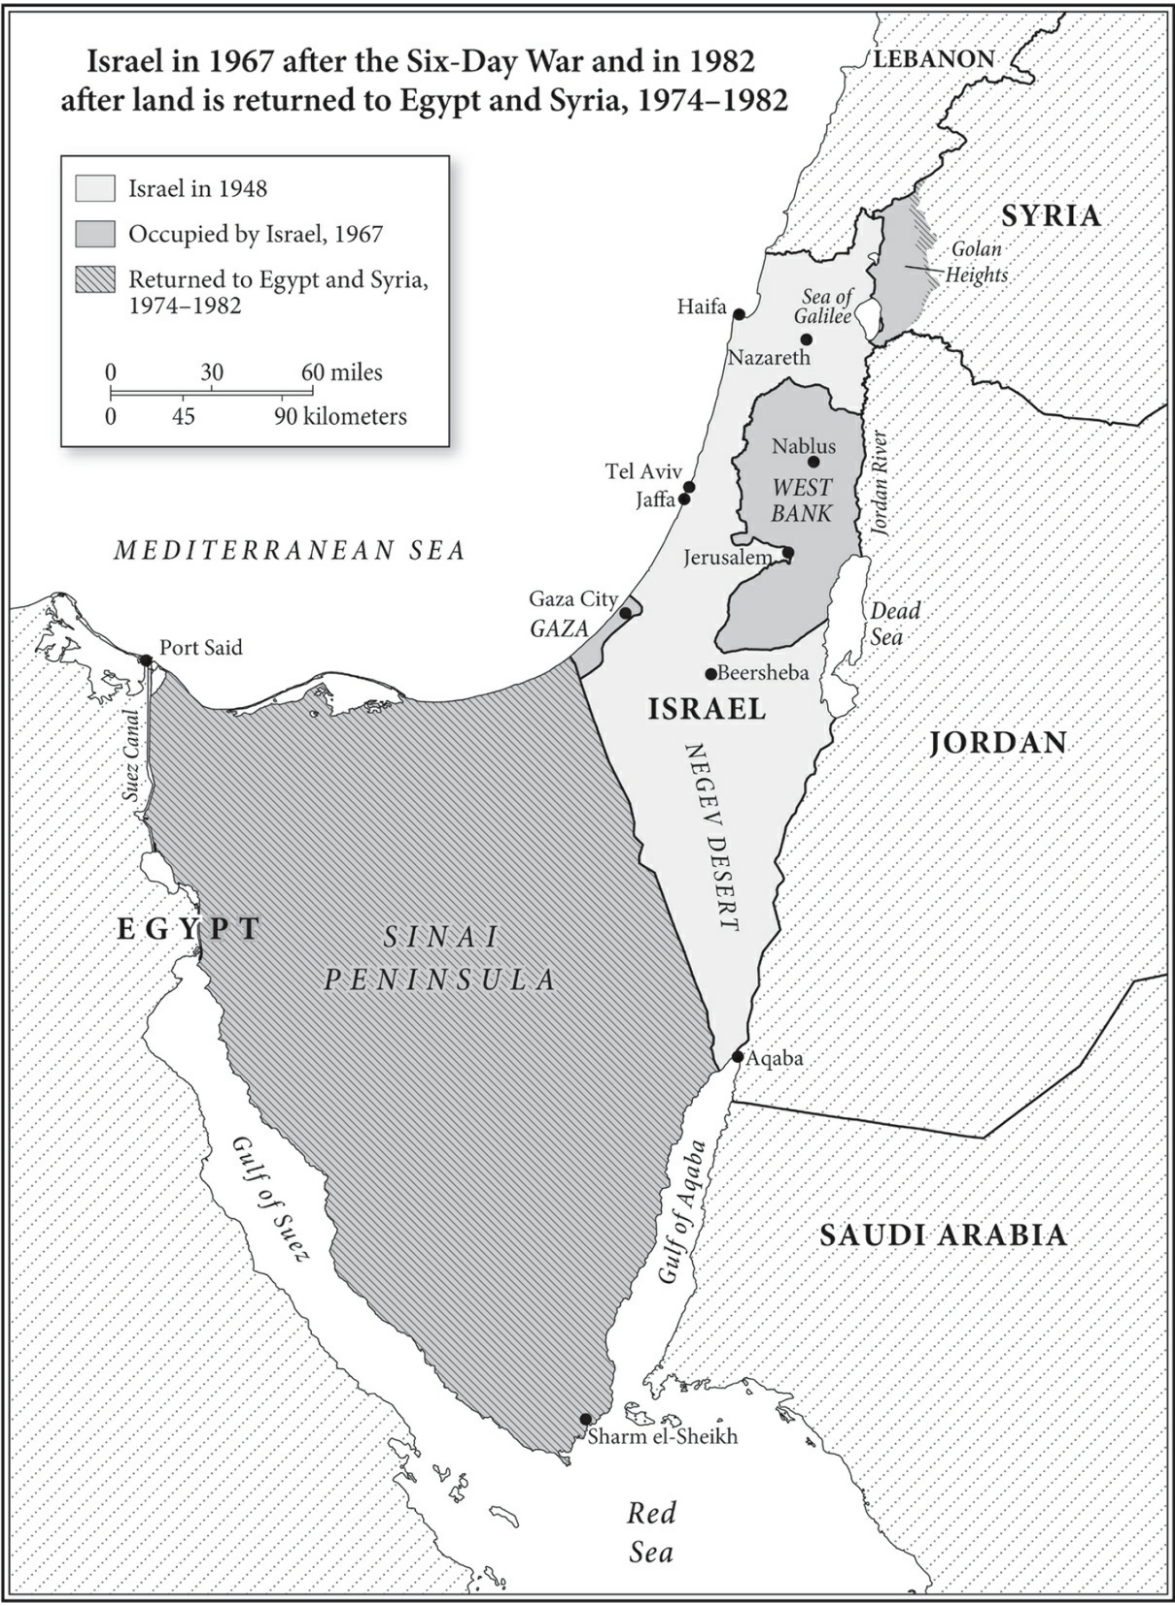 Israel in 1967 after the Six-Day War and in 1982
after land is returned to Egypt and Syria, 1974–1982
Israel in 1948
Occupied by Israel, 1967
Returned to Egypt and Syria,
1974–1982
0 30 60 miles
0 45 90 kilometers
LEBANON
SYRIA
Golan
Heights
Haifa
Sea of
Galilee
Nazareth
Nablus
WEST
BANK
Jordan River
Tel Aviv
Jaffa
Jerusalem
MEDITERRANEAN SEA
Gaza City
GAZA
Dead
Sea
Port Said
Beersheba
ISRAEL
JORDAN
Suez Canal
NEGEV DESERT
EGYPT
SINAI
PENINSULA
Aqaba
Gulf of Suez
Gulf of Aqaba
SAUDI ARABIA
Sharm el-Sheikh
Red
Sea